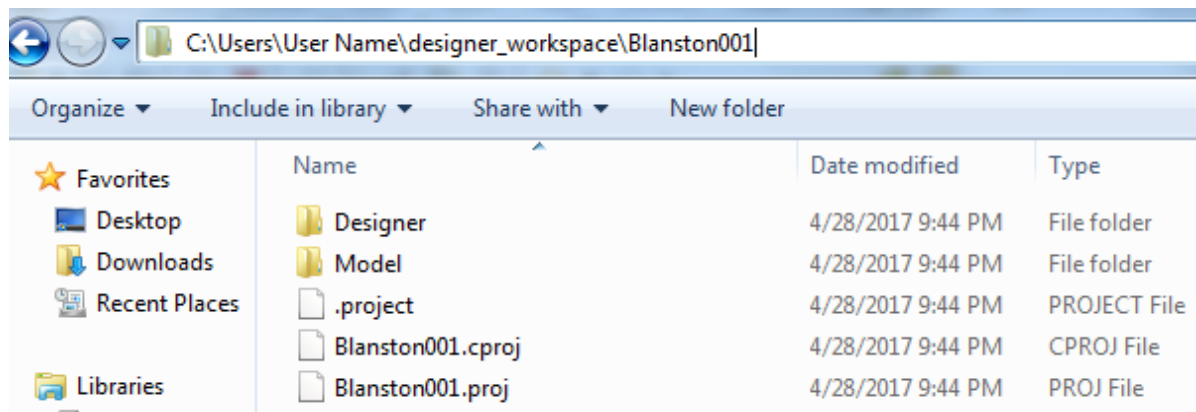 C:\Users\User Name\designer_workspace\Blanston001
Organize Include in library Share with New folder
Favorites
Desktop
Downloads
Recent Places
Libraries
Name Date modified Type
Designer 4/28/2017 9:44 PM File folder
Model 4/28/2017 9:44 PM File folder
.project 4/28/2017 9:44 PM PROJECT File
Blanston001.cproj 4/28/2017 9:44 PM CPROJ File
Blanston001.proj 4/28/2017 9:44 PM PROJ File